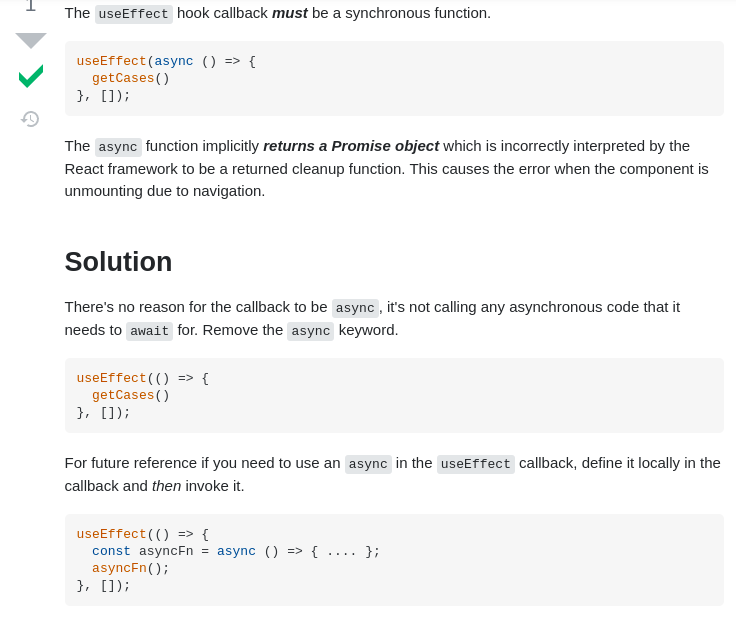 1
The useEffect hook callback must be a synchronous function.
useEffect(async () => {
  getCases()
}, []);
The async function implicitly returns a Promise object which is incorrectly interpreted by the
React framework to be a returned cleanup function. This causes the error when the component is
unmounting due to navigation.
Solution
There's no reason for the callback to be async, it's not calling any asynchronous code that it
needs to await for. Remove the async keyword.
useEffect(() => {
  getCases()
}, []);
For future reference if you need to use an async in the useEffect callback, define it locally in the
callback and then invoke it.
useEffect(() => {
  const asyncFn = async () => { .... };
  asyncFn();
}, []);